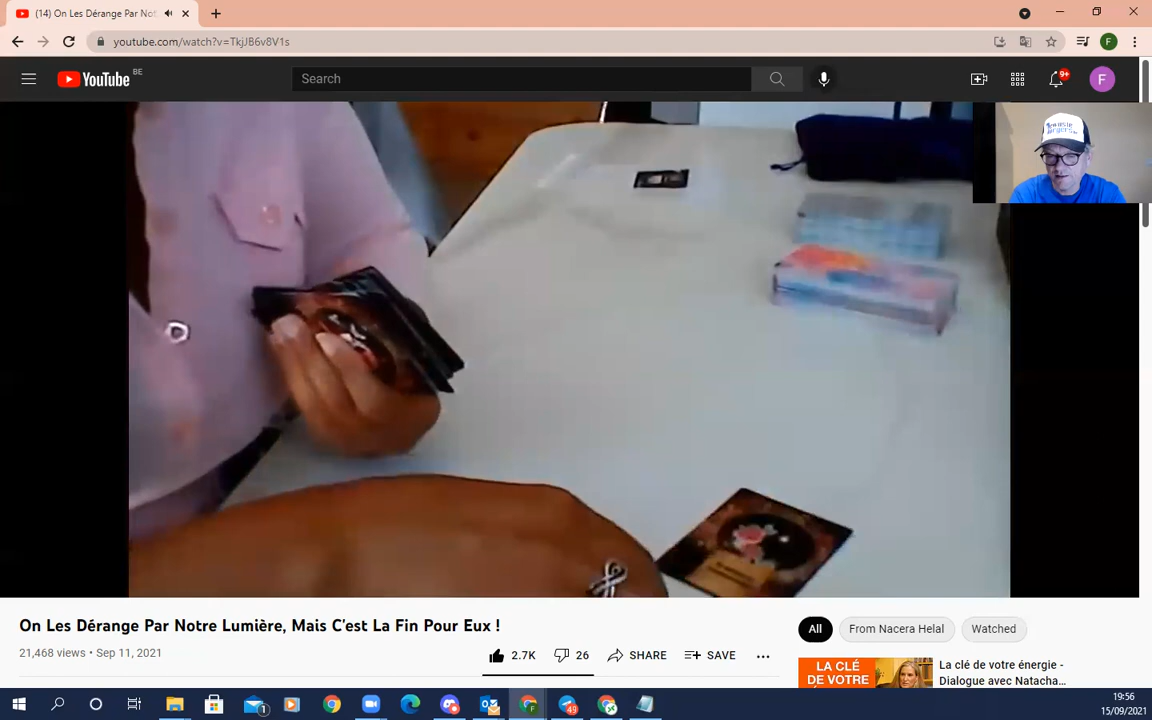 (14) On Les Dérange Par Not
youtube.com/watch?v=TkjJB6v8V1s
F
YouTube BE
Search
9+
F
On Les Dérange Par Notre Lumière, Mais C'est La Fin Pour Eux !
21,468 views • Sep 11, 2021
2.7K
26
SHARE
SAVE
All
From Nacera Helal
Watched
LA CLÉ
DE VOTRE
La clé de votre énergie -
Dialogue avec Natacha...
1
49
19:56
15/09/2021